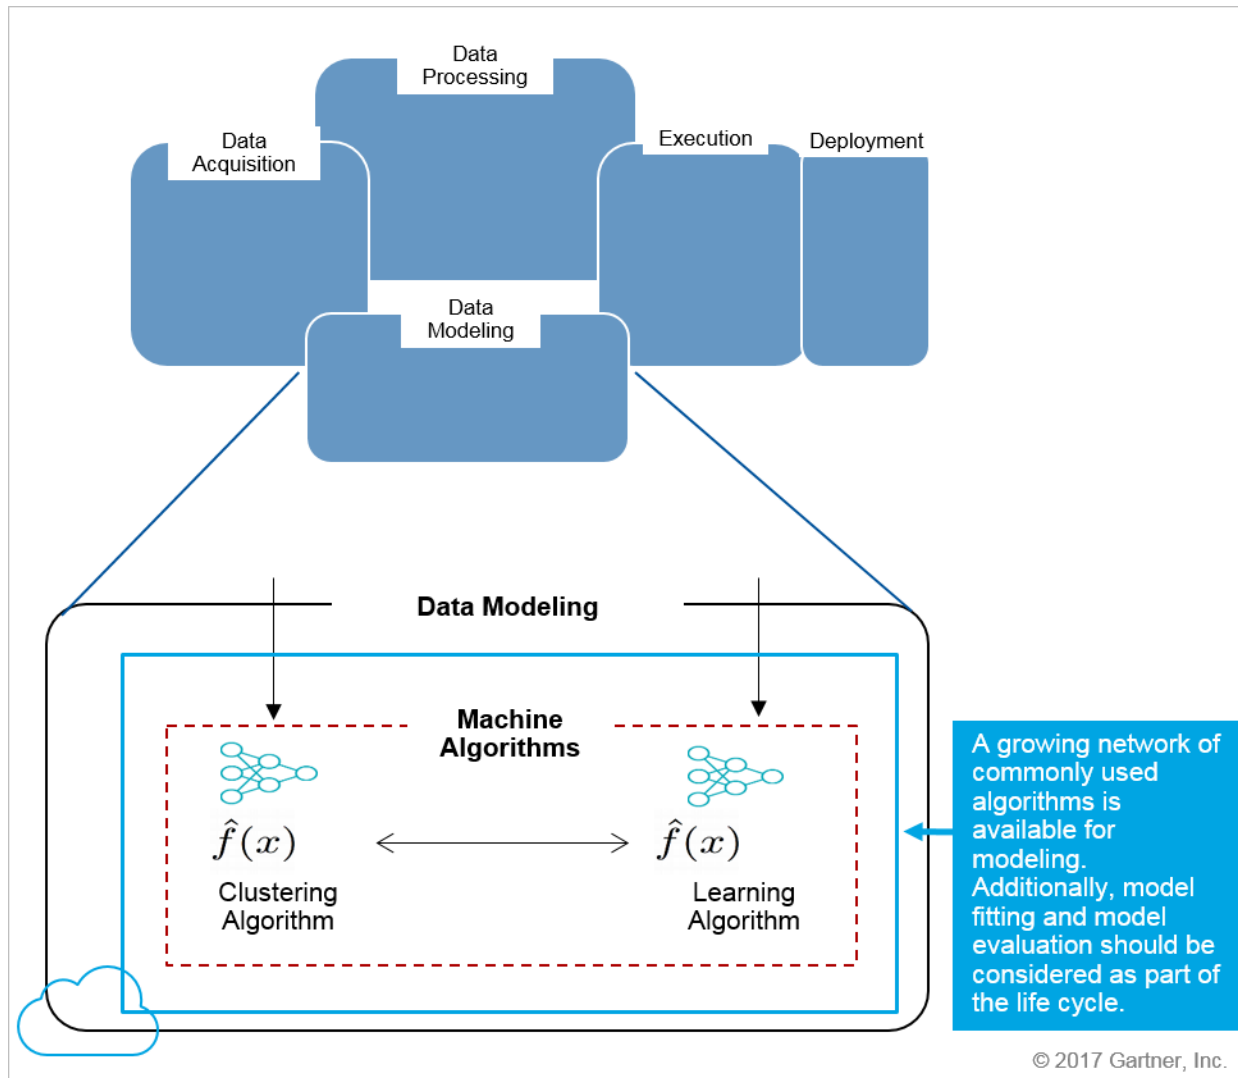 Data
Processing
Data
Acquisition
Execution
Deployment
Data
Modeling
Data Modeling
Machine
Algorithms
f̂(x)
f̂(x)
Clustering
Algorithm
Learning
Algorithm
A growing network of
commonly used
algorithms is
available for
modeling.
Additionally, model
fitting and model
evaluation should be
considered as part of
the life cycle.
© 2017 Gartner, Inc.